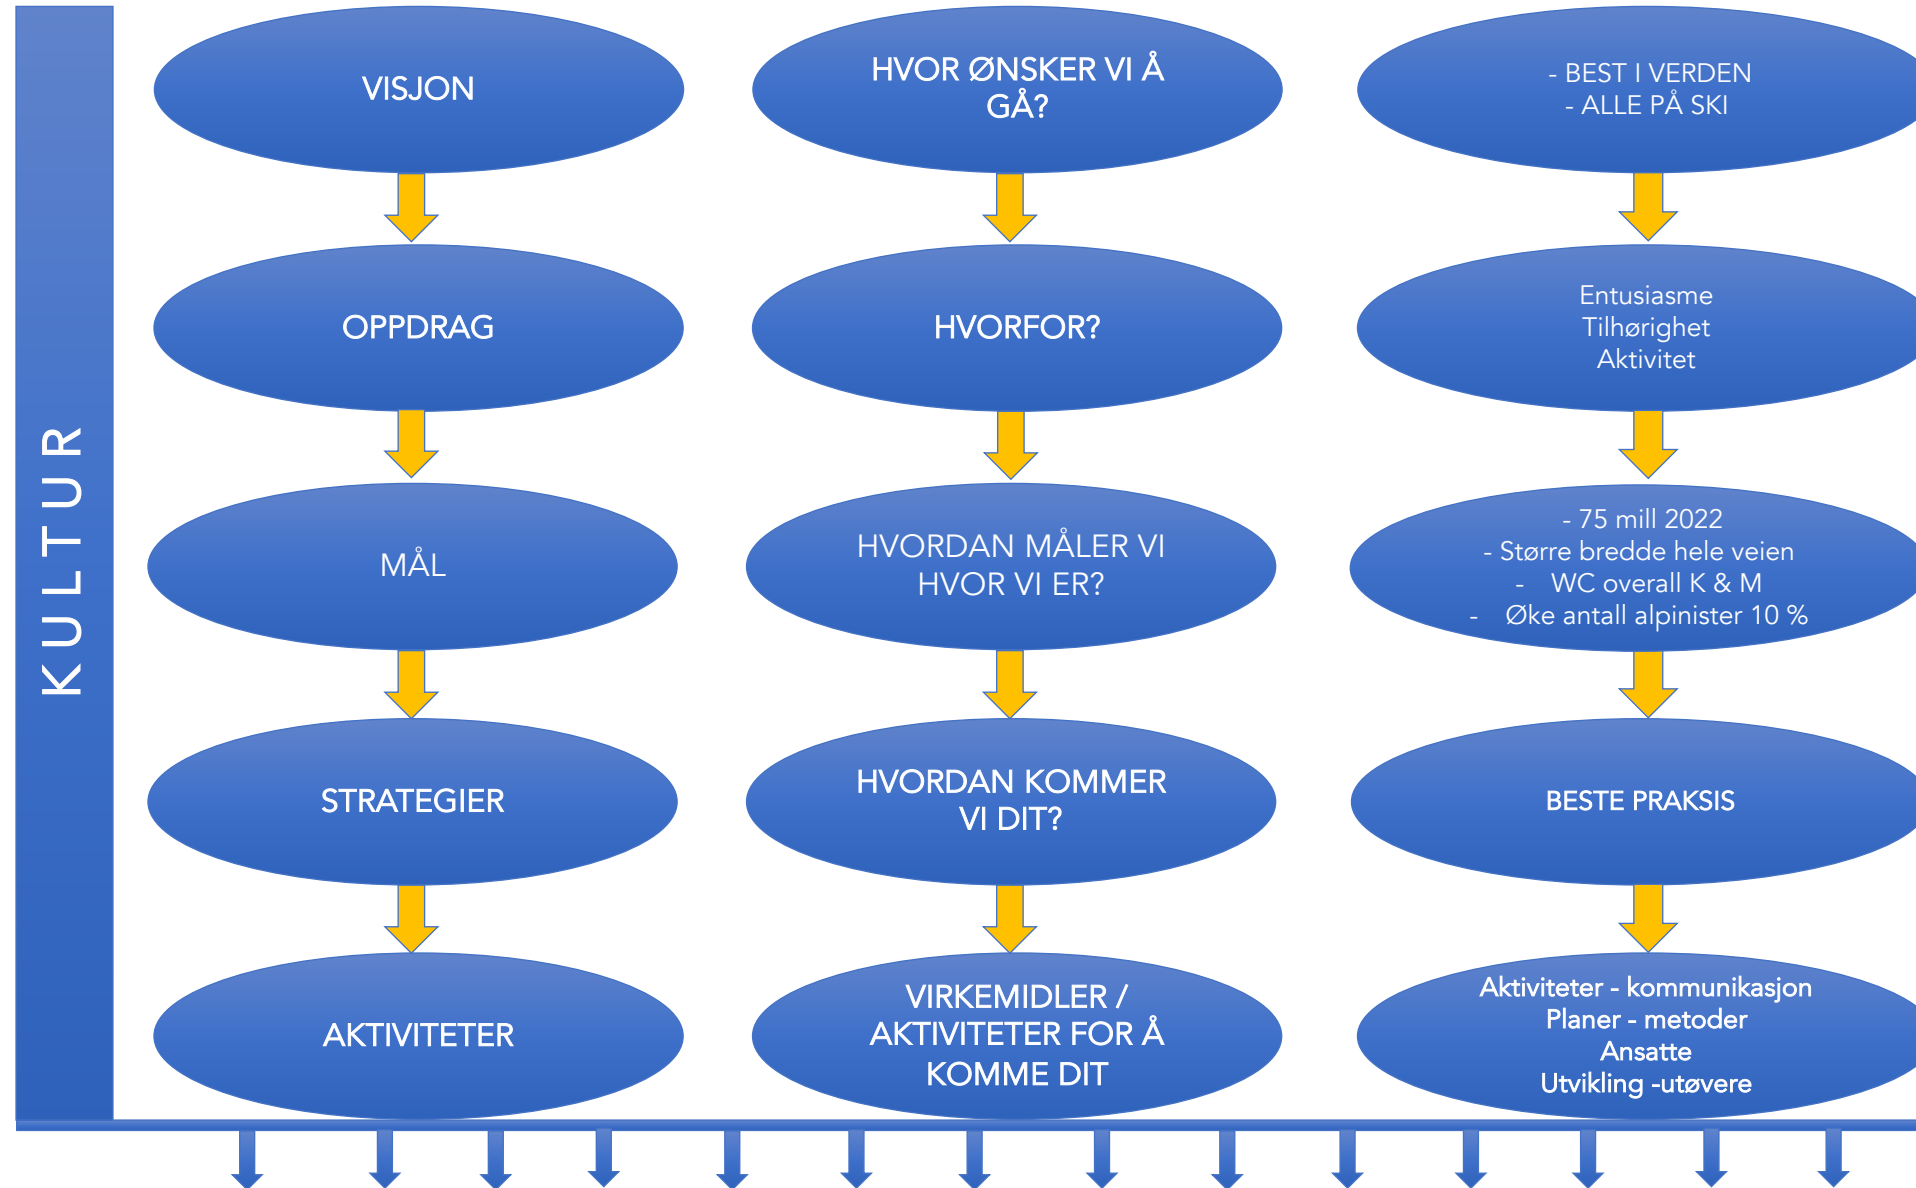 KULTUR
VISJON
HVOR ØNSKER VI Å
GÅ?
- BEST I VERDEN
- ALLE PÅ SKI
OPPDRAG
HVORFOR?
Entusiasme
Tilhørighet
Aktivitet
MÅL
HVORDAN MÅLER VI
HVOR VI ER?
- 75 mill 2022
- Større bredde hele veien
- WC overall K & M
- Øke antall alpinister 10 %
STRATEGIER
HVORDAN KOMMER
VI DIT?
BESTE PRAKSIS
AKTIVITETER
VIRKEMIDLER /
AKTIVITETER FOR Å
KOMME DIT
Aktiviteter - kommunikasjon
Planer - metoder
Ansatte
Utvikling -utøvere